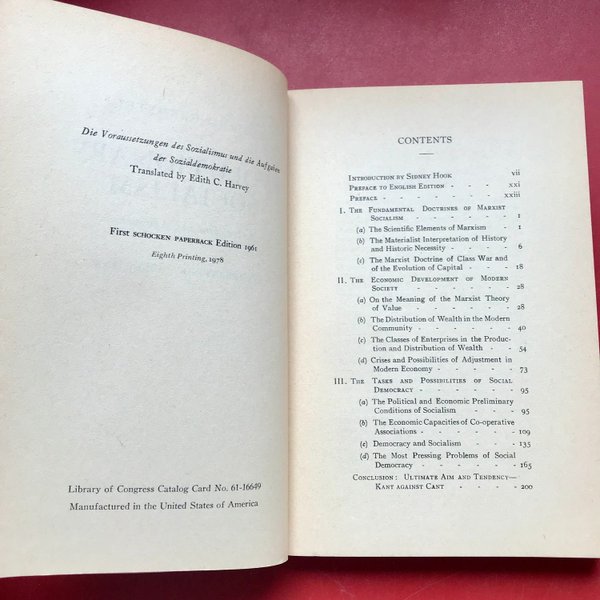 Die Voraussetzungen des Sozialismus und die Aufgaben
der Sozialdemokratie
Translated by Edith C. Harvey
First SCHOCKEN PAPERBACK Edition 1961
Eighth Printing, 1978
Library of Congress Catalog Card No. 61-16649
Manufactured in the United States of America
CONTENTS
Introduction by Sidney Hook vii
Preface to English Edition - - - xxi
Preface - - - - - - xxiii
I. The Fundamental Doctrines of Marxist
Socialism - - - - - 1
(a) The Scientific Elements of Marxism - 1
(b) The Materialist Interpretation of History
and Historic Necessity - - - 6
(c) The Marxist Doctrine of Class War and
of the Evolution of Capital - - 18
II. The Economic Development of Modern
Society - - - - - 28
(a) On the Meaning of the Marxist Theory
of Value - - - - - 28
(b) The Distribution of Wealth in the Modern
Community - - - - 40
(c) The Classes of Enterprises in the Produc-
tion and Distribution of Wealth - 54
(d) Crises and Possibilities of Adjustment in
Modern Economy - - - 73
III. The Tasks and Possibilities of Social
Democracy - - - - 95
(a) The Political and Economic Preliminary
Conditions of Socialism - - 95
(b) The Economic Capacities of Co-operative
Associations - - - - 109
(c) Democracy and Socialism - - - 135
(d) The Most Pressing Problems of Social
Democracy - - - - 165
Conclusion: Ultimate Aim and Tendency—
Kant against Cant - - - - 200